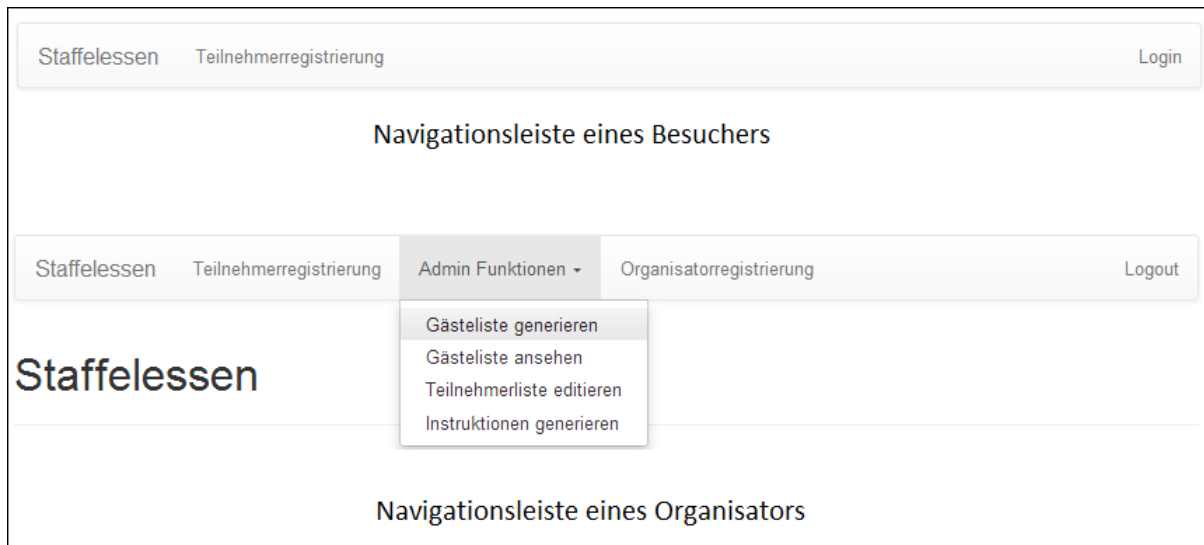 Staffelessen Teilnehmerregistrierung Login
Navigationsleiste eines Besuchers
Staffelessen Teilnehmerregistrierung Admin Funktionen Organisatorregistrierung Logout
Gästeliste generieren
Gästeliste ansehen
Teilnehmerliste editieren
Instruktionen generieren
Staffelessen
Navigationsleiste eines Organisators